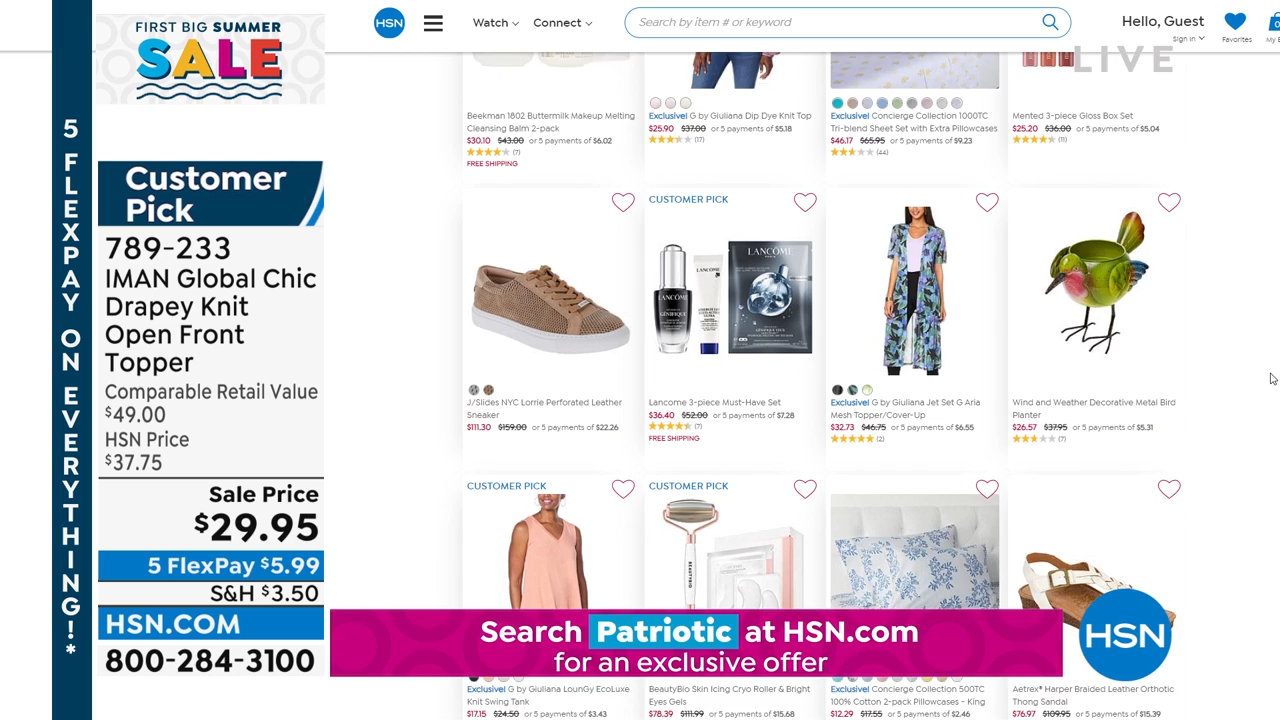 FIRST BIG SUMMER
SALE
5 FLEXPAY ON EVERYTHING!*
Customer
Pick
789-233
IMAN Global Chic
Drapey Knit
Open Front
Topper
Comparable Retail Value
$49.00
HSN Price
$37.75
Sale Price
$29.95
5 FlexPay $5.99
S&H $3.50
HSN.COM
800-284-3100
HSN
Watch
Connect
Search by item # or keyword
Hello, Guest
Sign In
Favorites
0
LIVE
Beekman 1802 Buttermilk Makeup Melting
Cleansing Balm 2-pack
$30.10 $43.00 or 5 payments of $6.02
(7)
FREE SHIPPING
Exclusive! G by Giuliana Dip Dye Knit Top
$25.90 $37.00 or 5 payments of $5.18
(17)
Exclusive! Concierge Collection 1000TC
Tri-blend Sheet Set with Extra Pillowcases
$46.17 $65.95 or 5 payments of $9.23
(44)
Mented 3-piece Gloss Box Set
$25.20 $36.00 or 5 payments of $5.04
(11)
J/Slides NYC Lorrie Perforated Leather
Sneaker
$111.30 $159.00 or 5 payments of $22.26
CUSTOMER PICK
LANCOME
LANCOME
GÉNIFIQUE
LANCOME
Lancome 3-piece Must-Have Set
$36.40 $52.00 or 5 payments of $7.28
(7)
FREE SHIPPING
Exclusive! G by Giuliana Jet Set G Aria
Mesh Topper/Cover-Up
$32.73 $46.75 or 5 payments of $6.55
(2)
Wind and Weather Decorative Metal Bird
Planter
$26.57 $37.95 or 5 payments of $5.31
(7)
CUSTOMER PICK
CUSTOMER PICK
BEAUTYBIO
Search Patriotic at HSN.com
for an exclusive offer
HSN
Exclusive! G by Giuliana LounGy EcoLuxe
Knit Swing Tank
$17.15 $24.50 or 5 payments of $3.43
BeautyBio Skin Icing Cryo Roller & Bright
Eyes Gels
$78.39 $111.99 or 5 payments of $15.68
Exclusive! Concierge Collection 500TC
100% Cotton 2-pack Pillowcases - King
$12.29 $17.55 or 5 payments of $2.46
Aetrex® Harper Braided Leather Orthotic
Thong Sandal
$76.97 $109.95 or 5 payments of $15.39